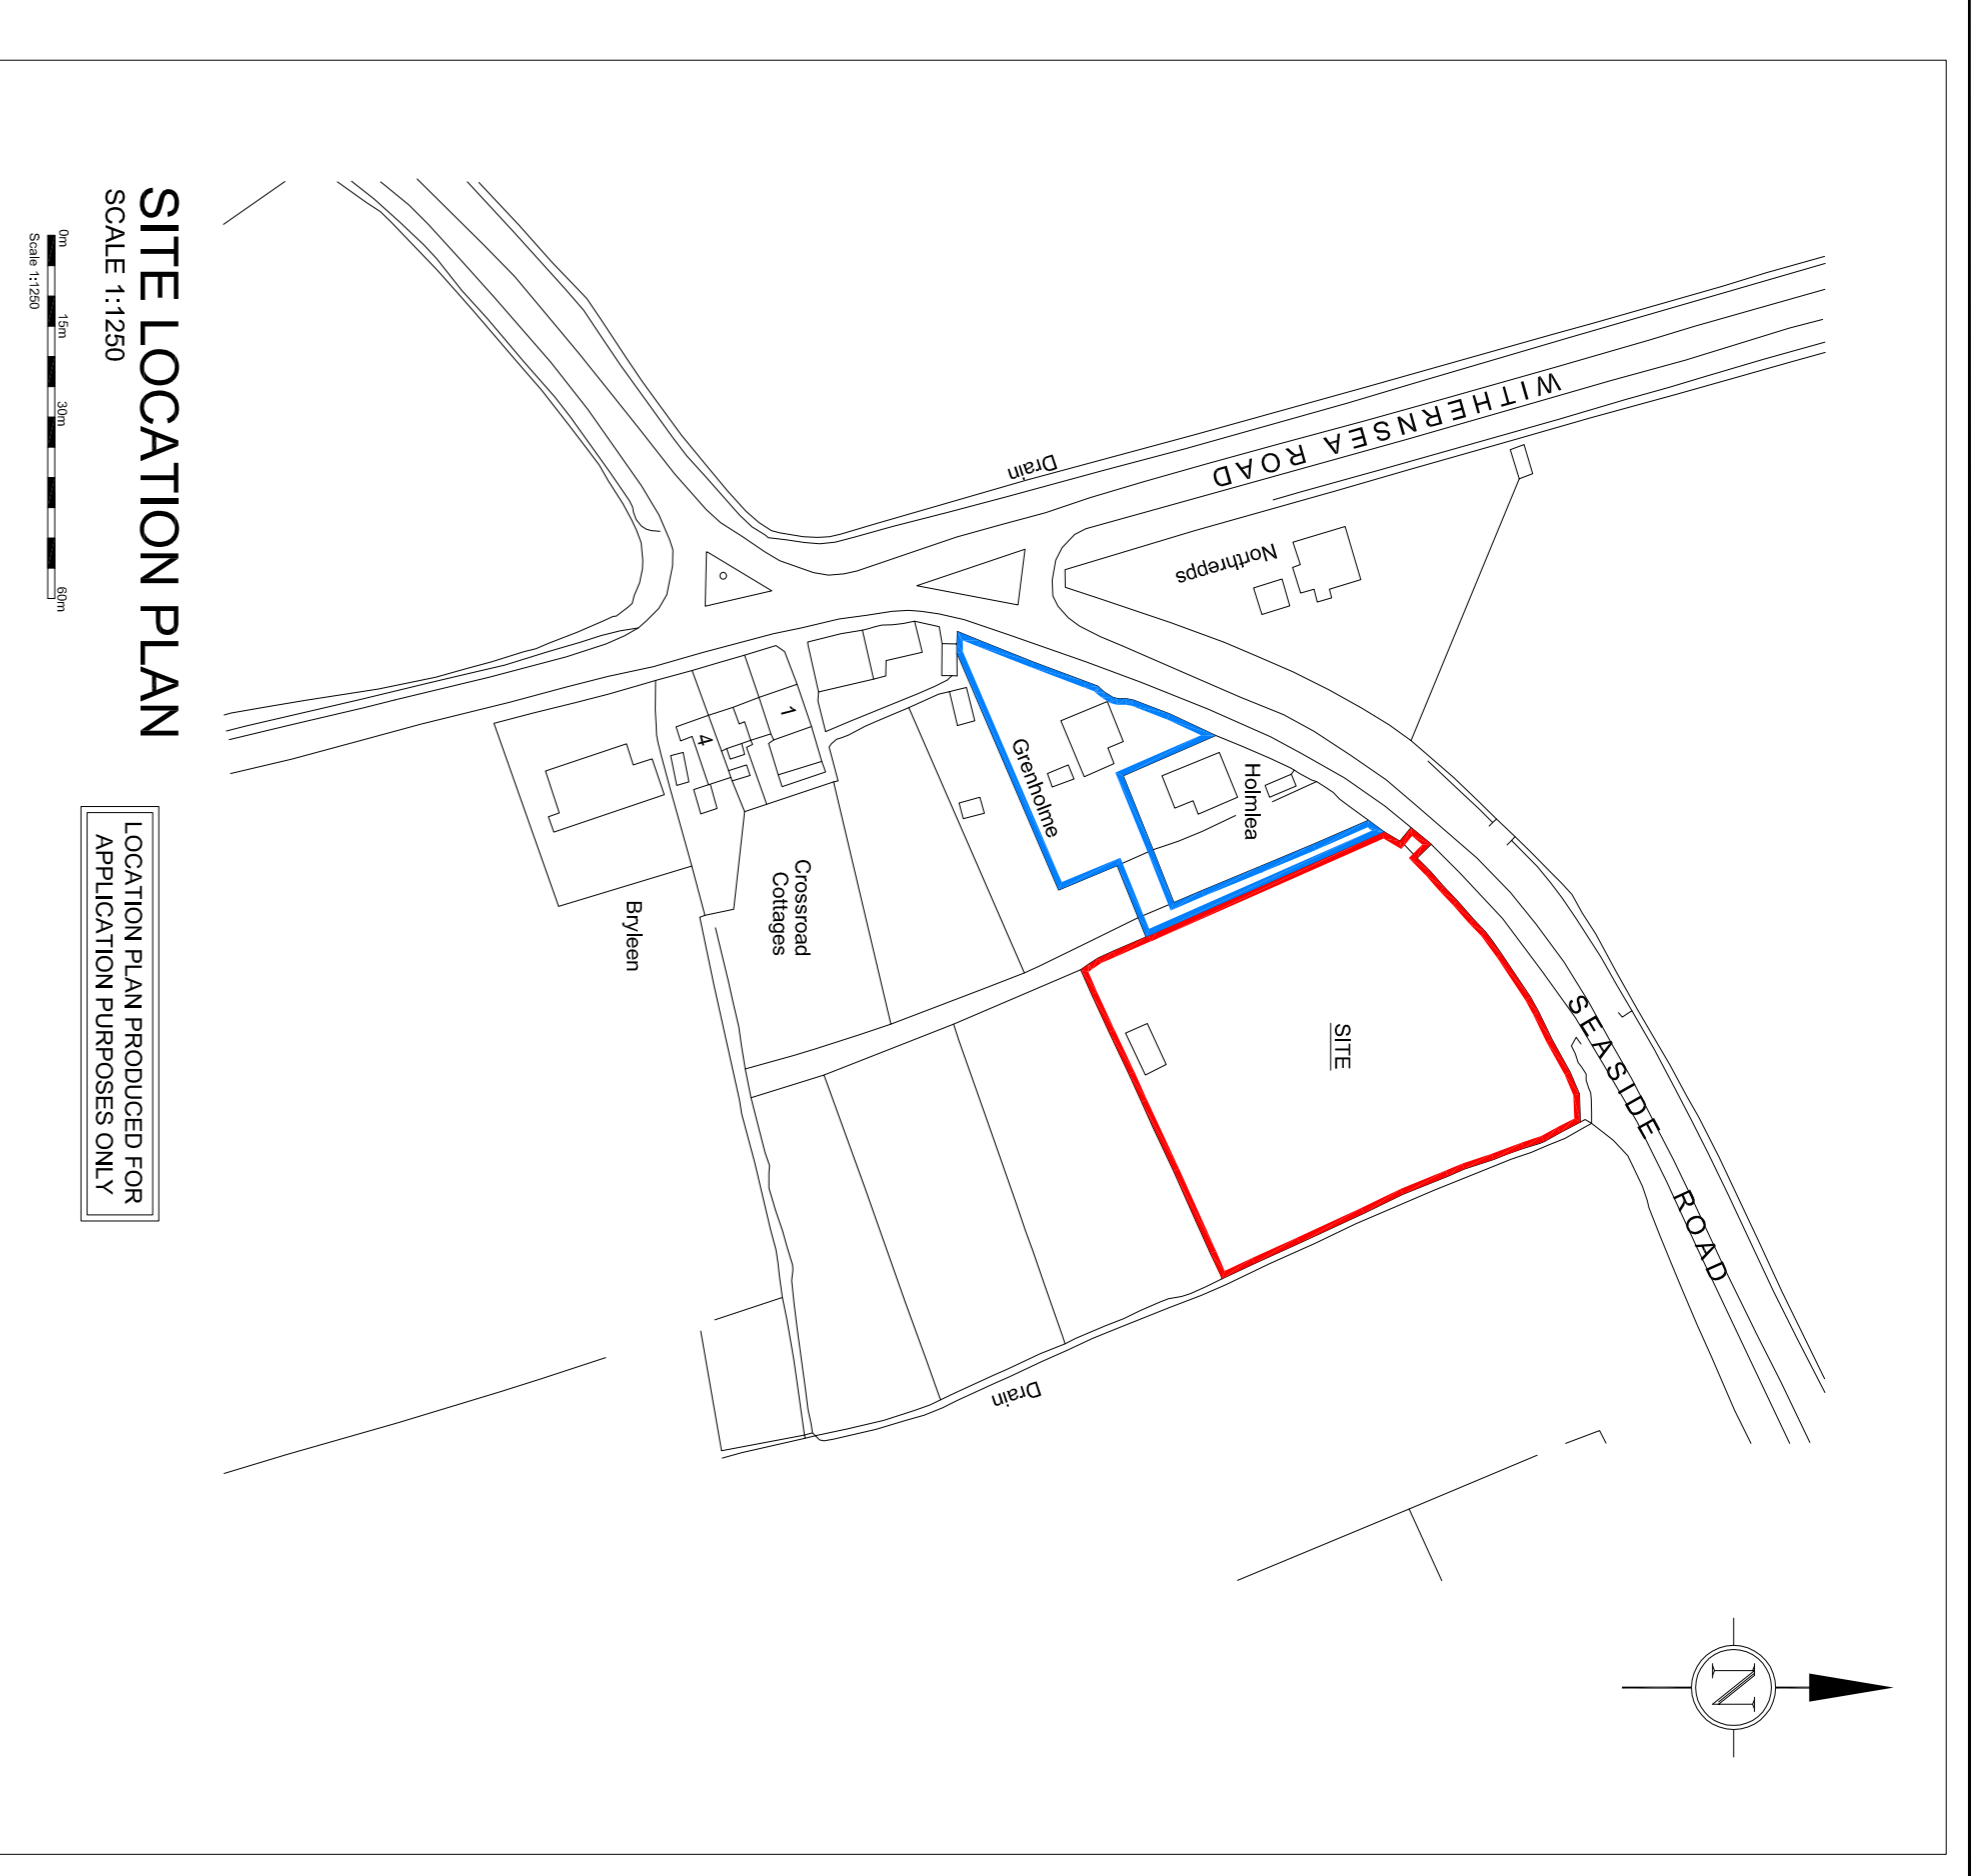 WITHERNSEA ROAD
Drain
Northrepps
SEASIDE ROAD
Holmlea
Grenholme
SITE
1
4
Crossroad
Cottages
Bryleen
Drain
N
SITE LOCATION PLAN
SCALE 1:1250
0m 15m 30m 60m
Scale 1:1250
LOCATION PLAN PRODUCED FOR
APPLICATION PURPOSES ONLY